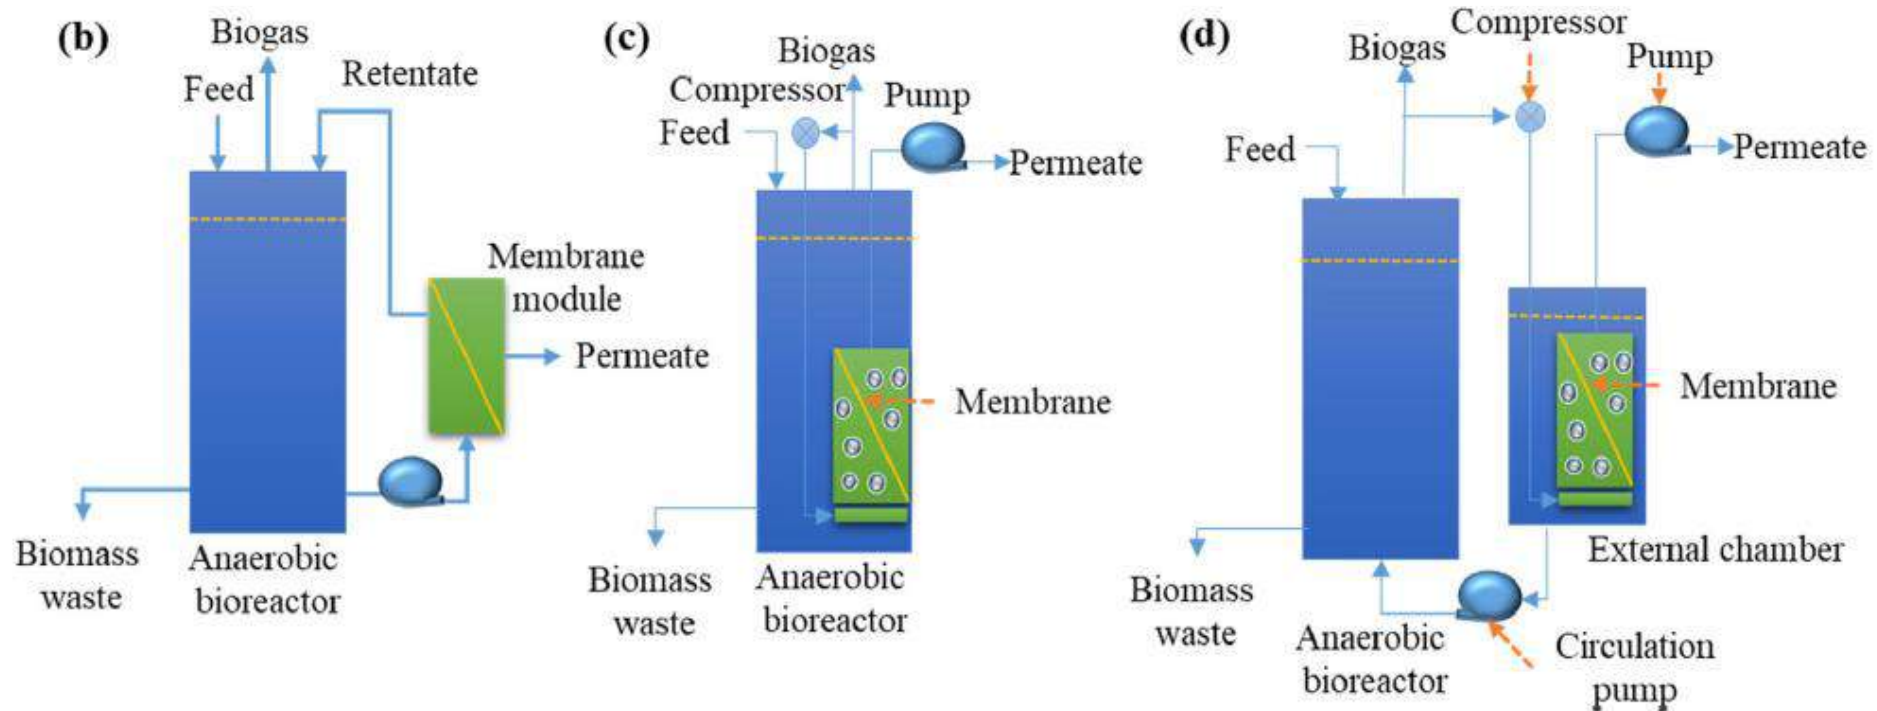 (b)
Biogas
Feed
Retentate
Membrane
module
Permeate
Biomass
waste
Anaerobic
bioreactor
(c)
Biogas
Compressor
Pump
Feed
Permeate
Membrane
Biomass
waste
Anaerobic
bioreactor
(d)
Compressor
Biogas
Pump
Feed
Permeate
Membrane
External chamber
Biomass
waste
Anaerobic
bioreactor
Circulation
pump